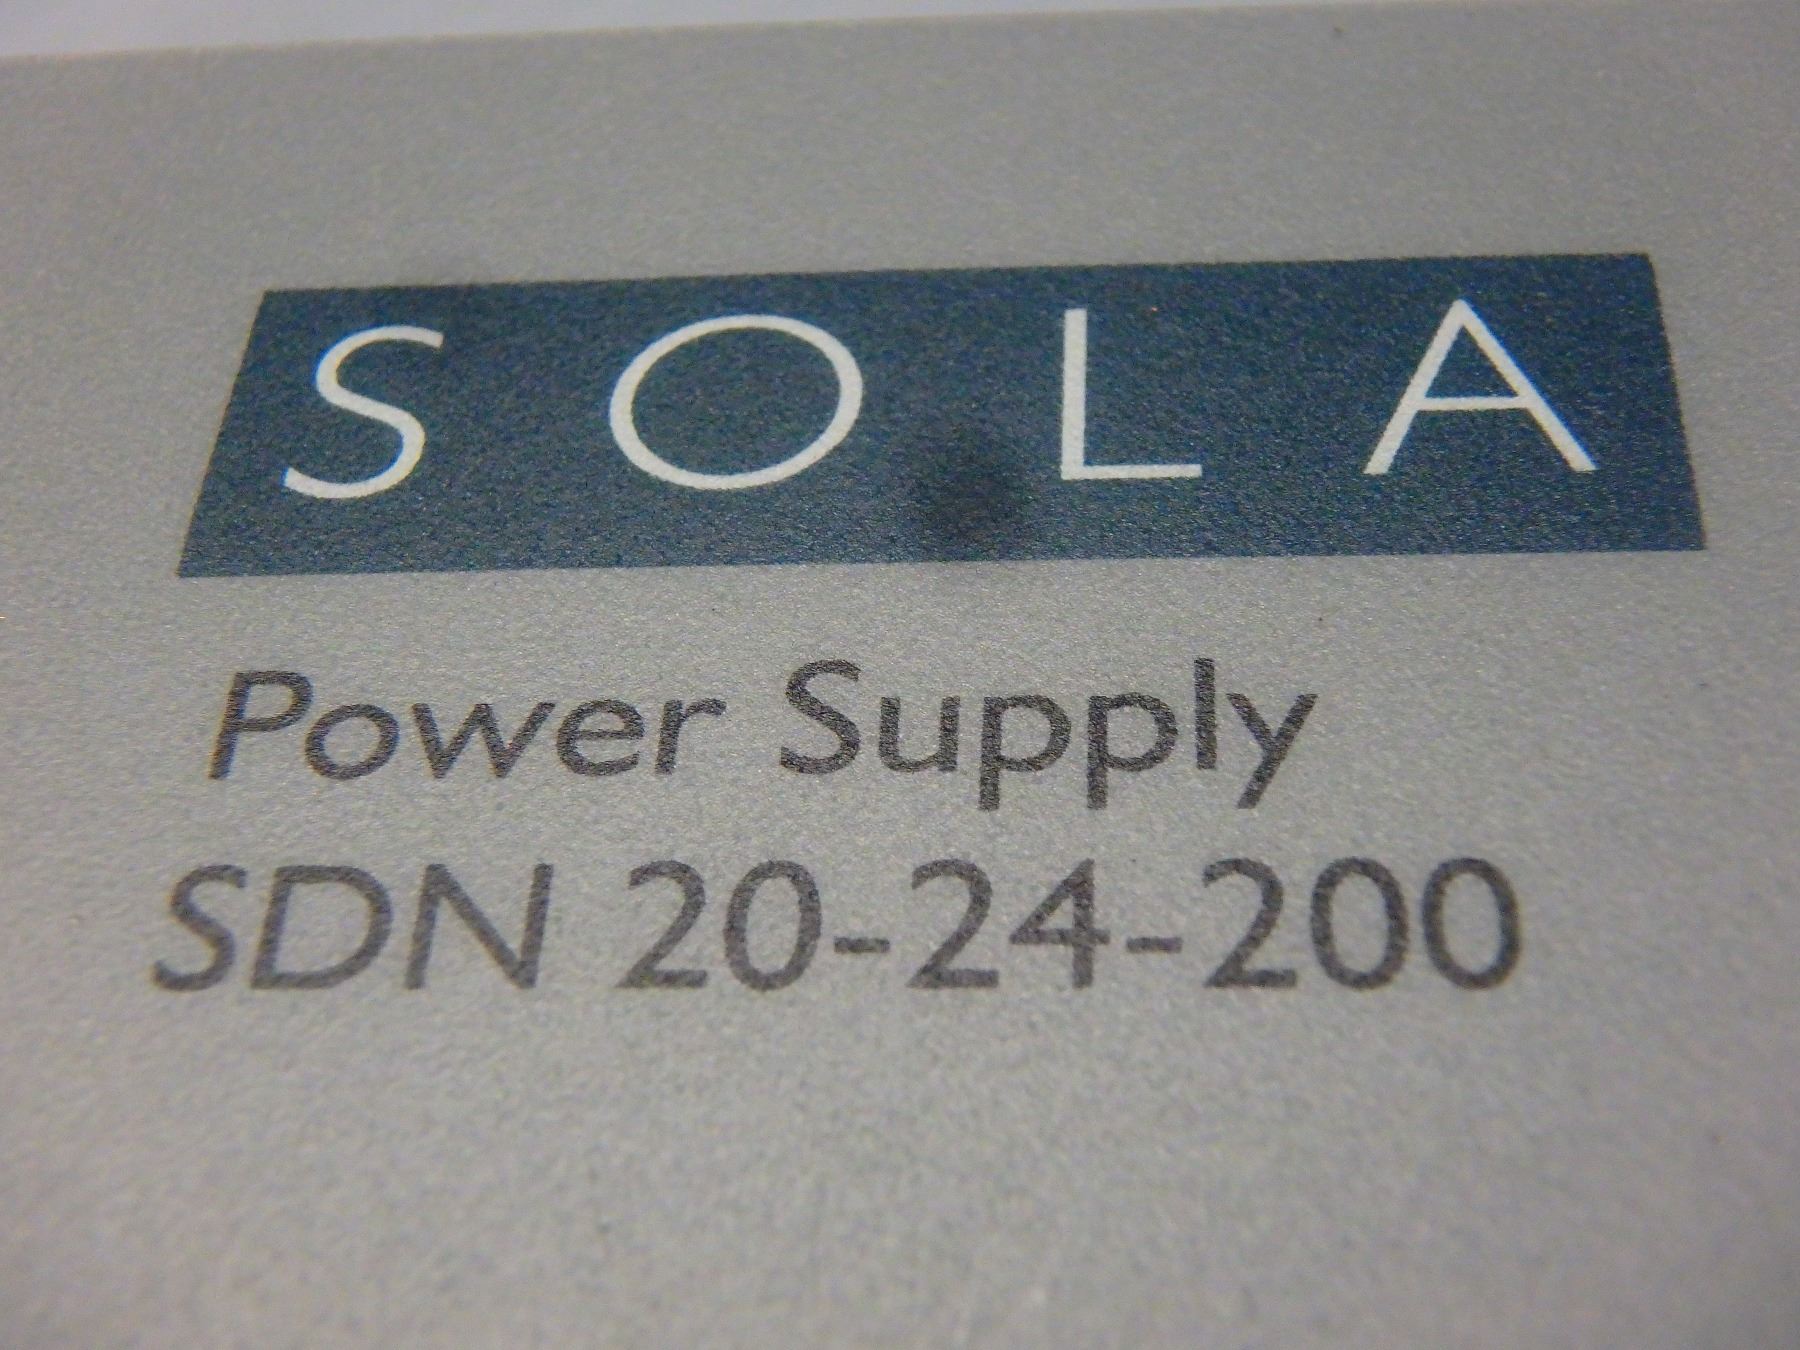 SOLA
Power Supply
SDN 20-24-200